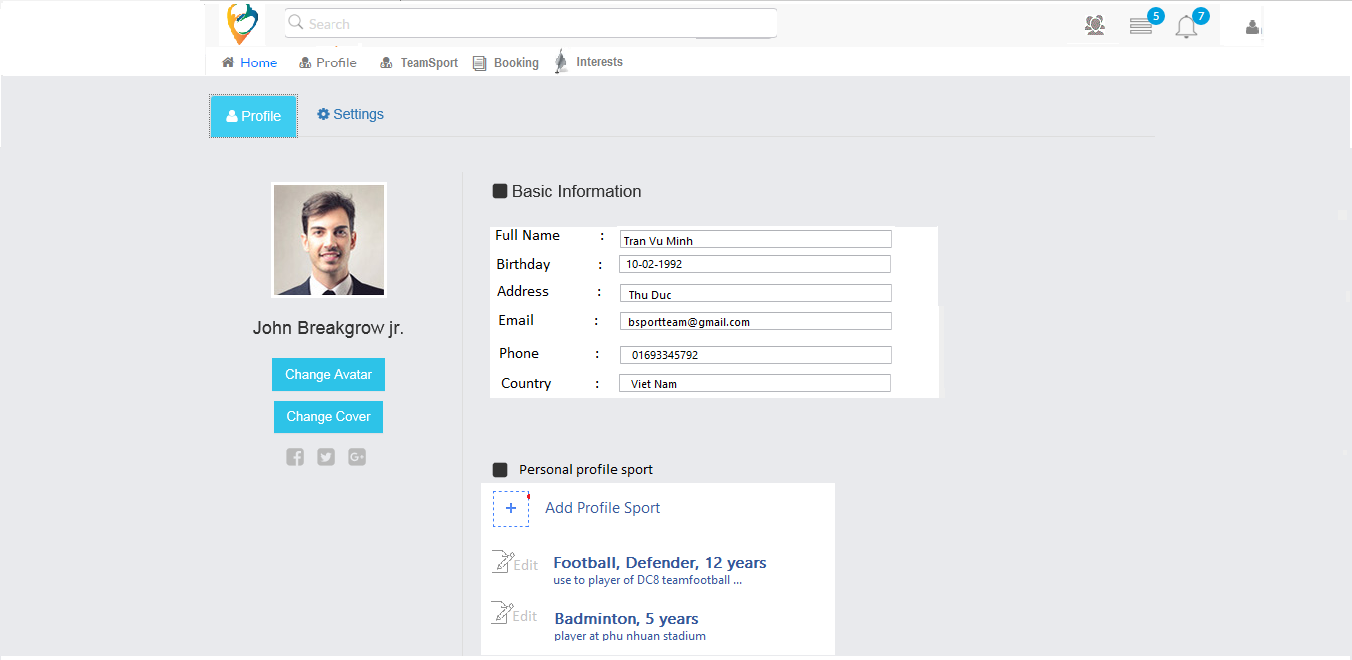 Search
5
7
Home Profile TeamSport Booking Interests
Profile Settings
John Breakgrow jr.
Change Avatar
Change Cover
Basic Information
Full Name : Tran Vu Minh
Birthday : 10-02-1992
Address : Thu Duc
Email : bsportteam@gmail.com
Phone : 01693345792
Country : Viet Nam
Personal profile sport
+ Add Profile Sport
Edit Football, Defender, 12 years
use to player of DC8 teamfootball ...
Edit Badminton, 5 years
player at phu nhuan stadium